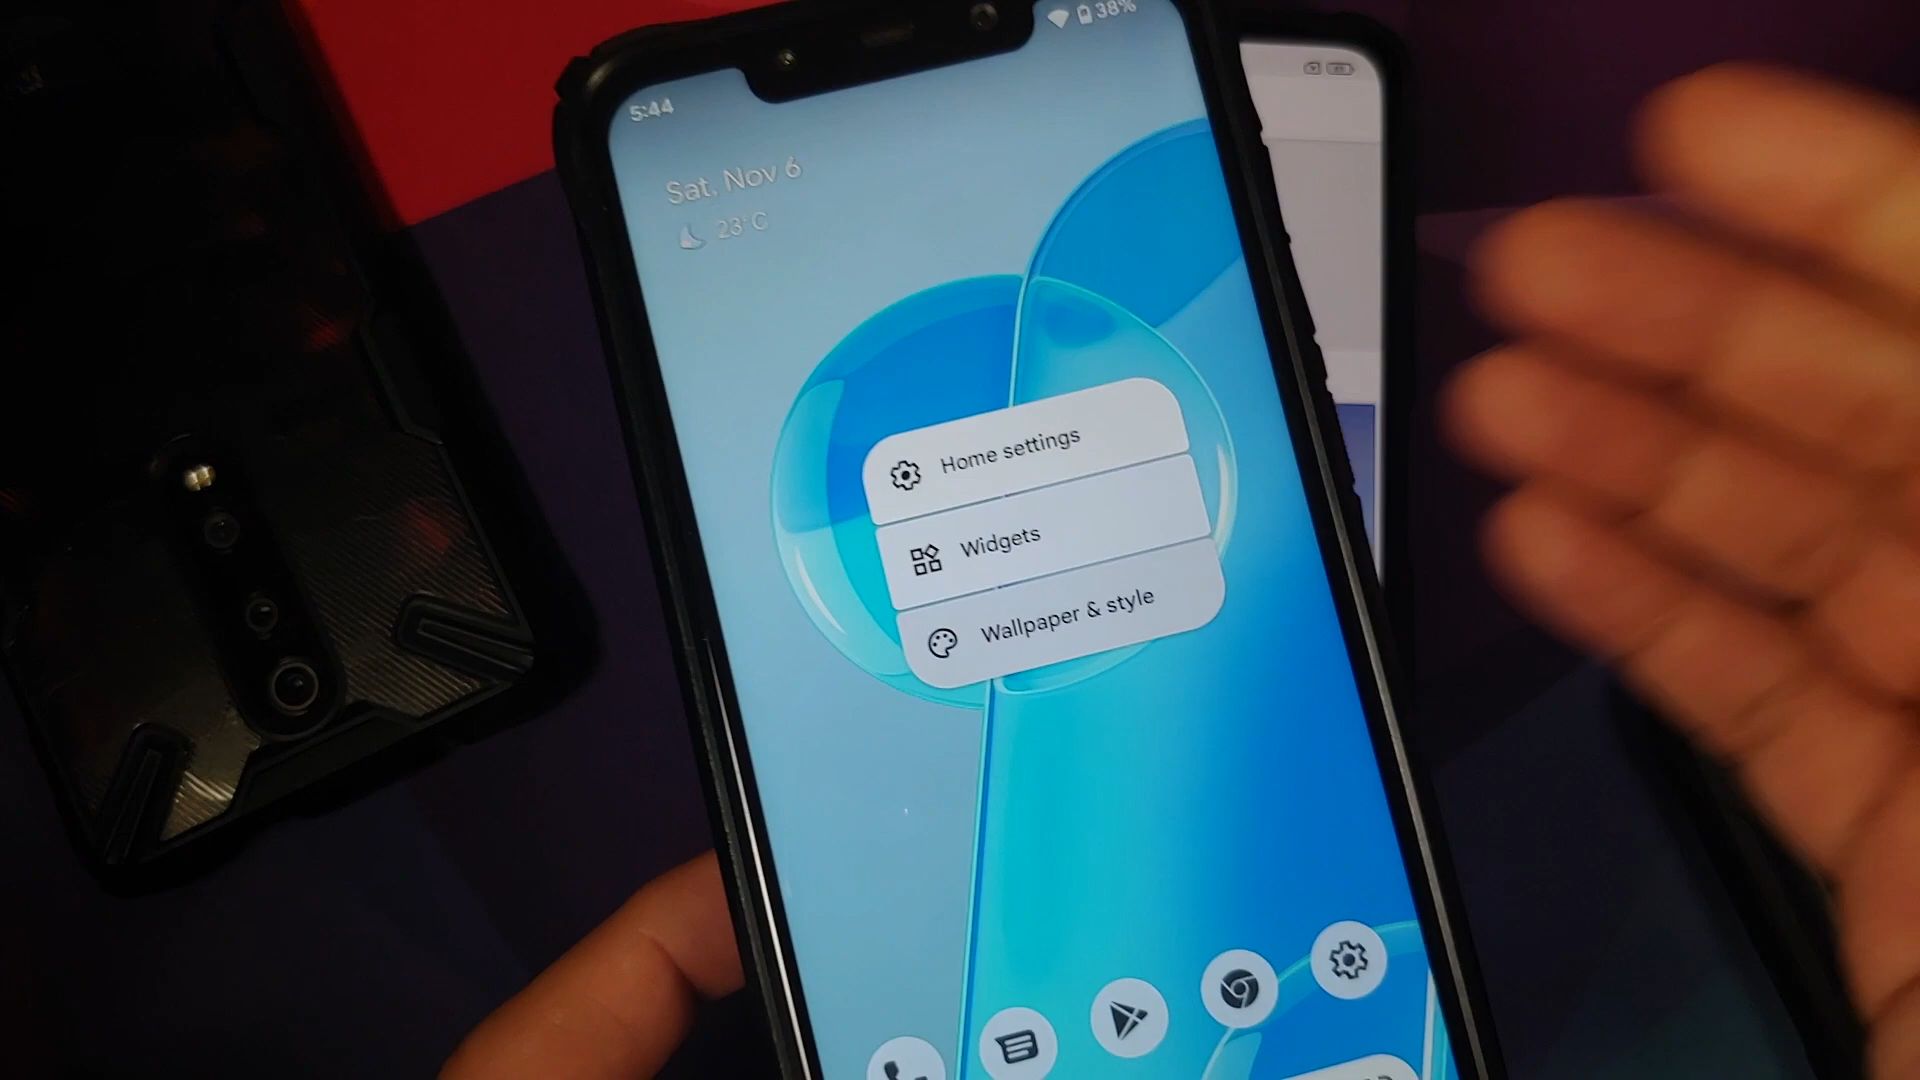 38%
5:44
Sat, Nov 6
23°C
Home settings
Widgets
Wallpaper & style